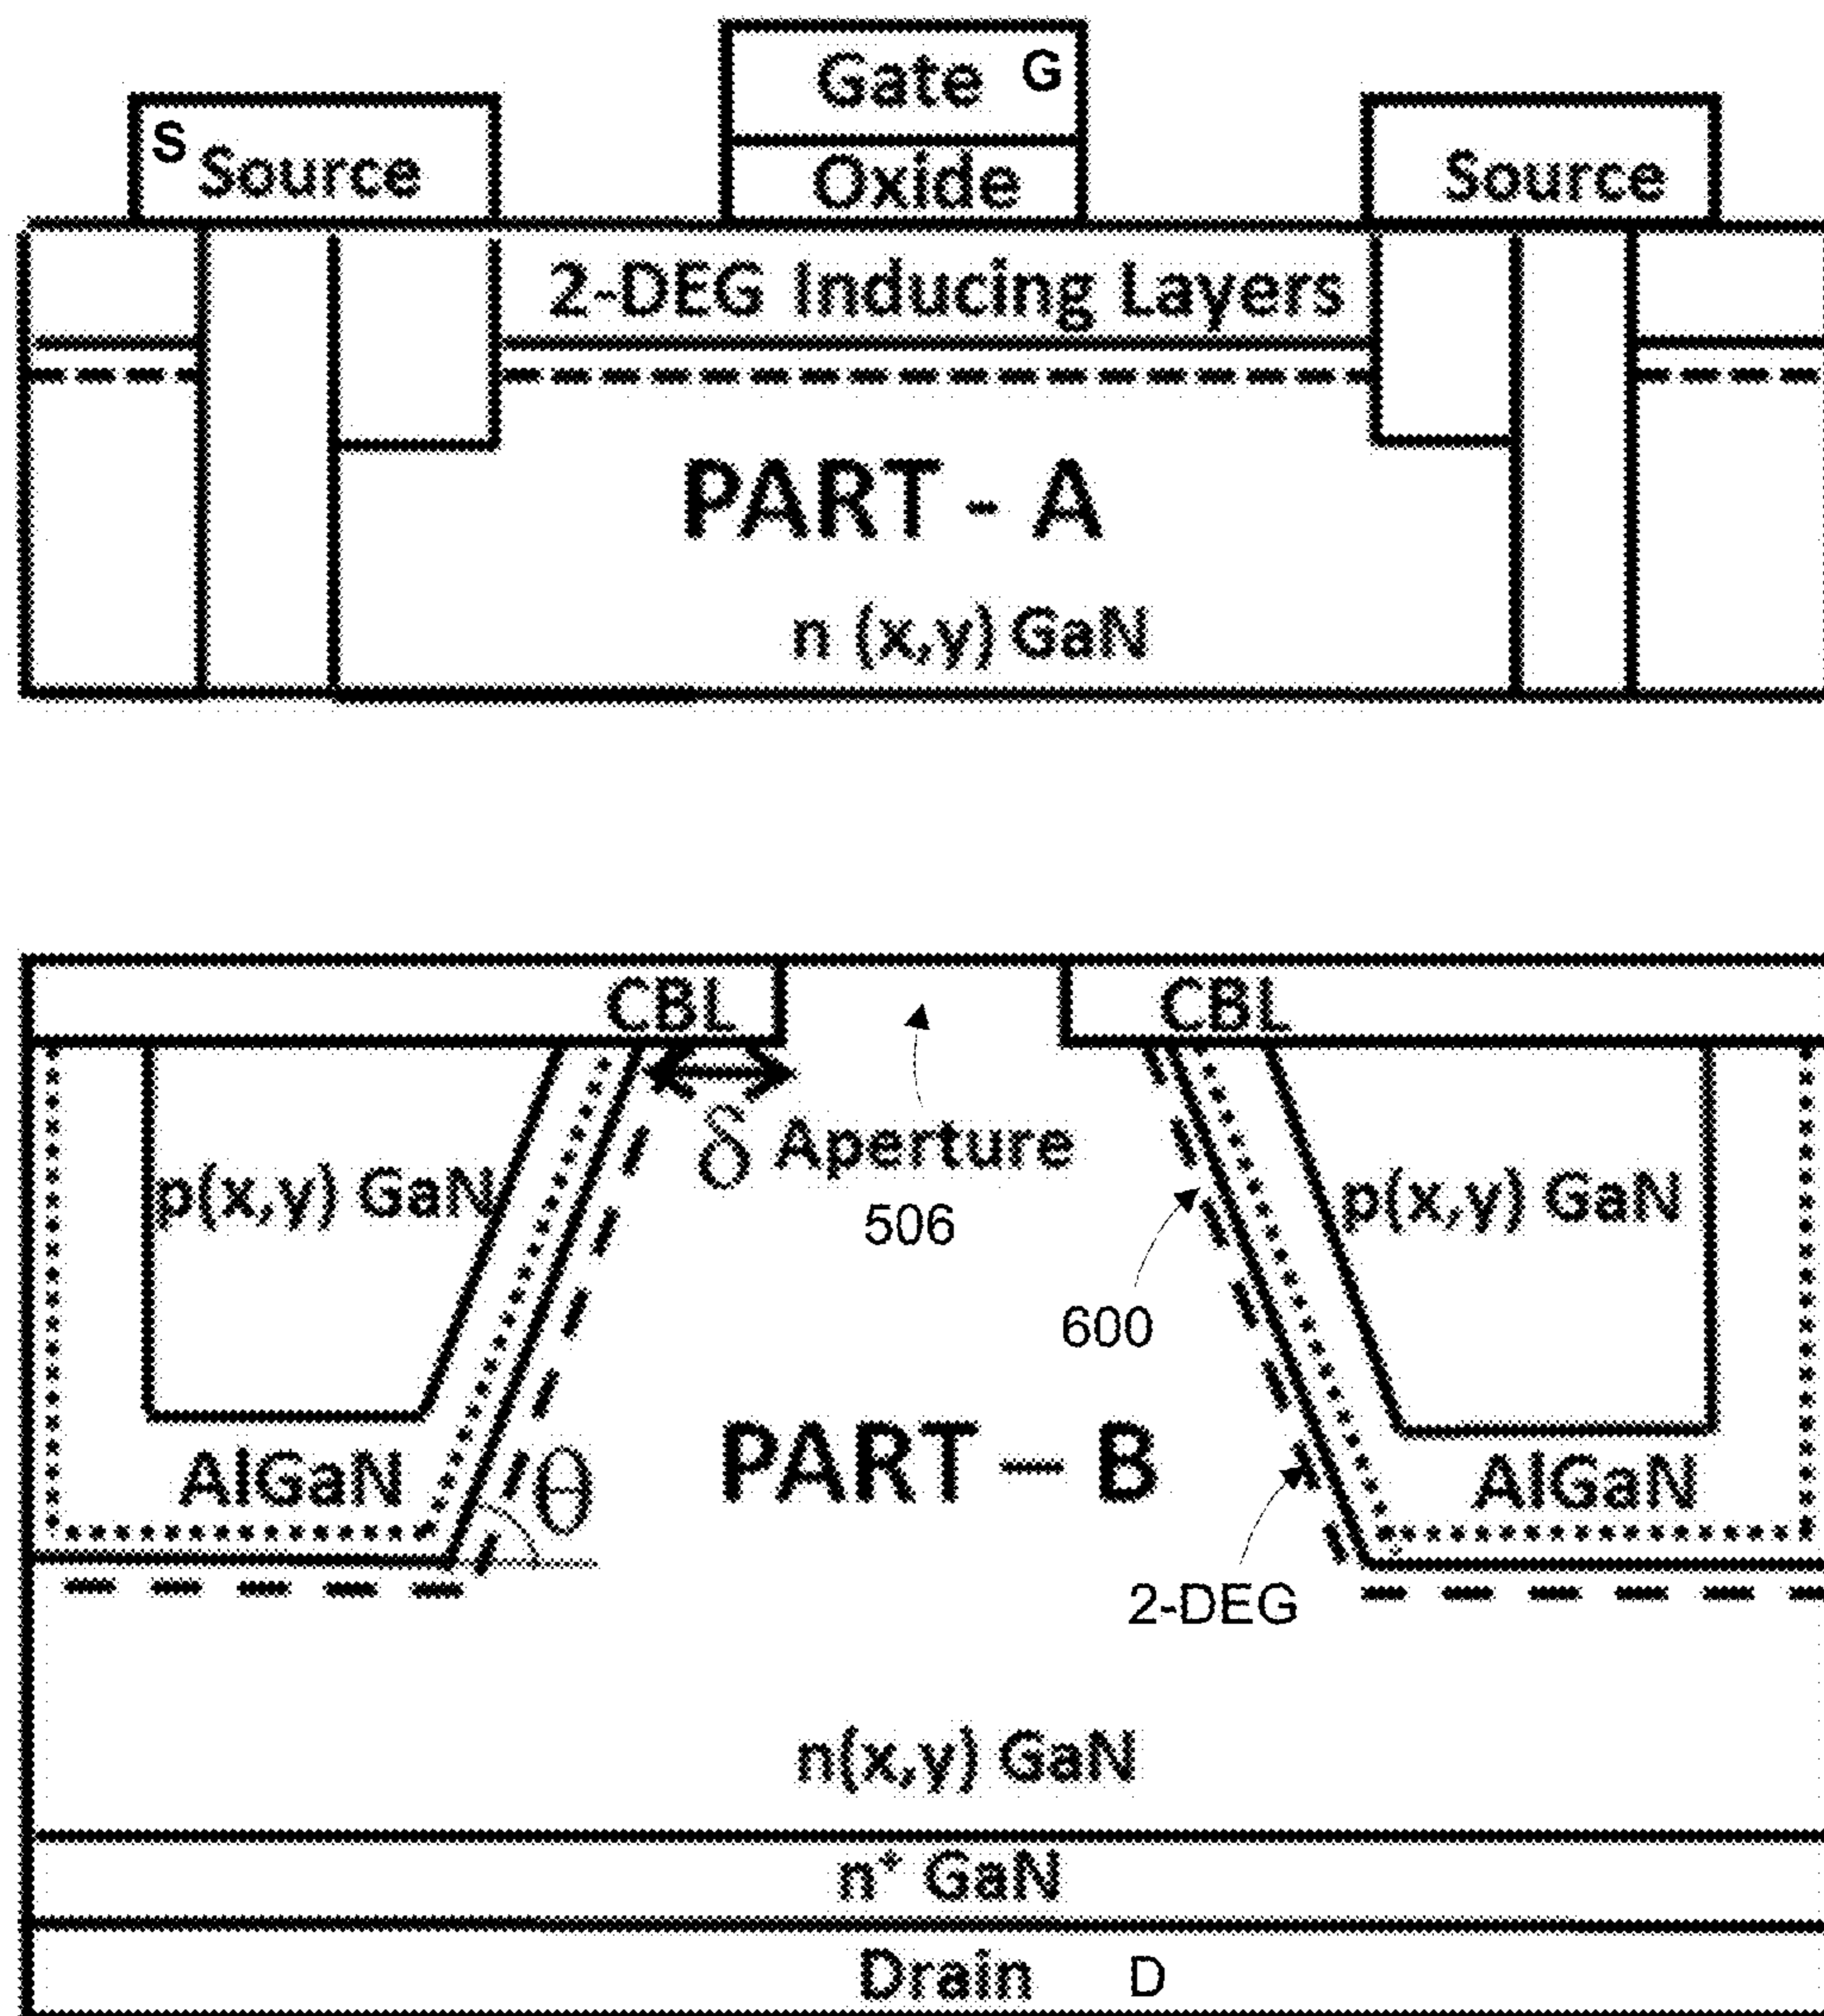 Gate G
S Source
Oxide
Source
2-DEG Inducing Layers
PART - A
n (x,y) GaN
CBL
CBL
δ Aperture
506
p(x,y) GaN
p(x,y) GaN
600
PART – B
AlGaN
θ
AlGaN
2-DEG
n(x,y) GaN
n⁺ GaN
Drain D